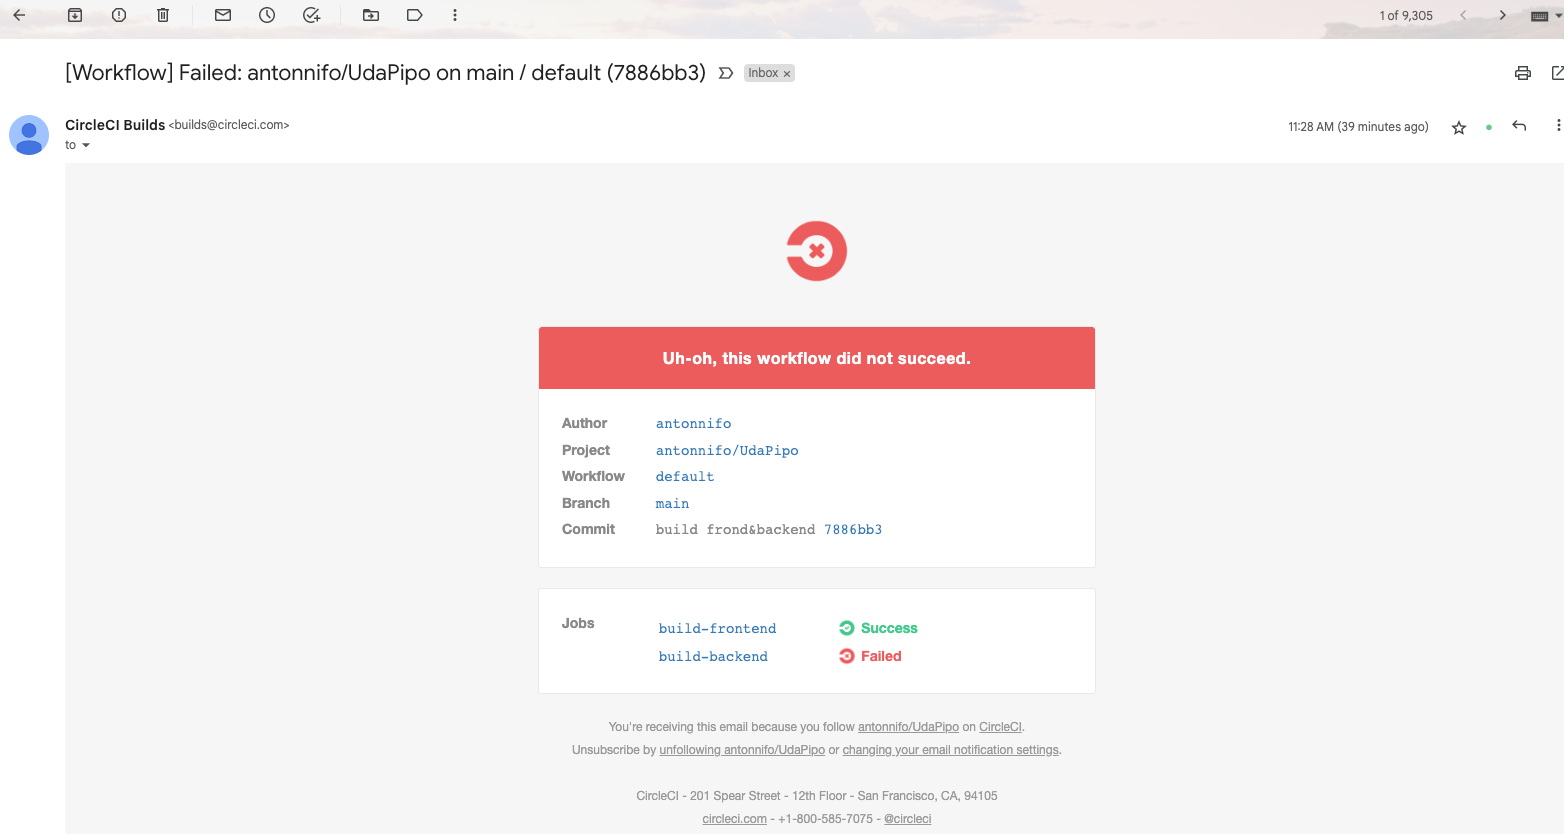 1 of 9,305
[Workflow] Failed: antonnifo/UdaPipo on main / default (7886bb3) Inbox ×
CircleCI Builds <builds@circleci.com> 11:28 AM (39 minutes ago)
to
Uh-oh, this workflow did not succeed.
Author antonnifo
Project antonnifo/UdaPipo
Workflow default
Branch main
Commit build frond&backend 7886bb3
Jobs build-frontend Success
build-backend Failed
You're receiving this email because you follow antonnifo/UdaPipo on CircleCI.
Unsubscribe by unfollowing antonnifo/UdaPipo or changing your email notification settings.
CircleCI - 201 Spear Street - 12th Floor - San Francisco, CA, 94105
circleci.com - +1-800-585-7075 - @circleci